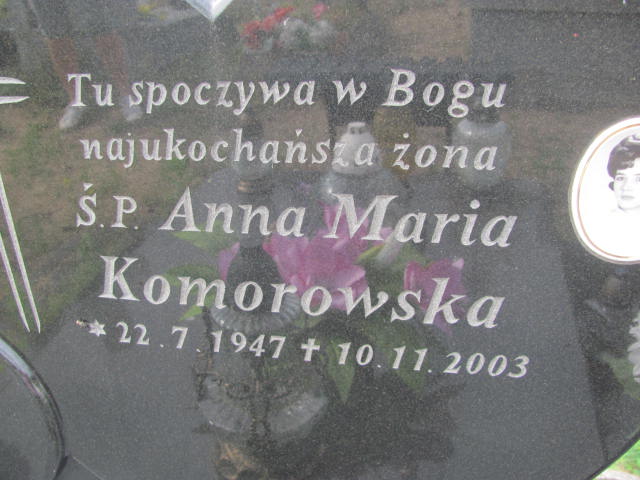 Tu spoczywa w Bogu
najukochańsza żona
Ś.P. Anna Maria
Komorowska
* 22.7.1947 ✝ 10.11.2003